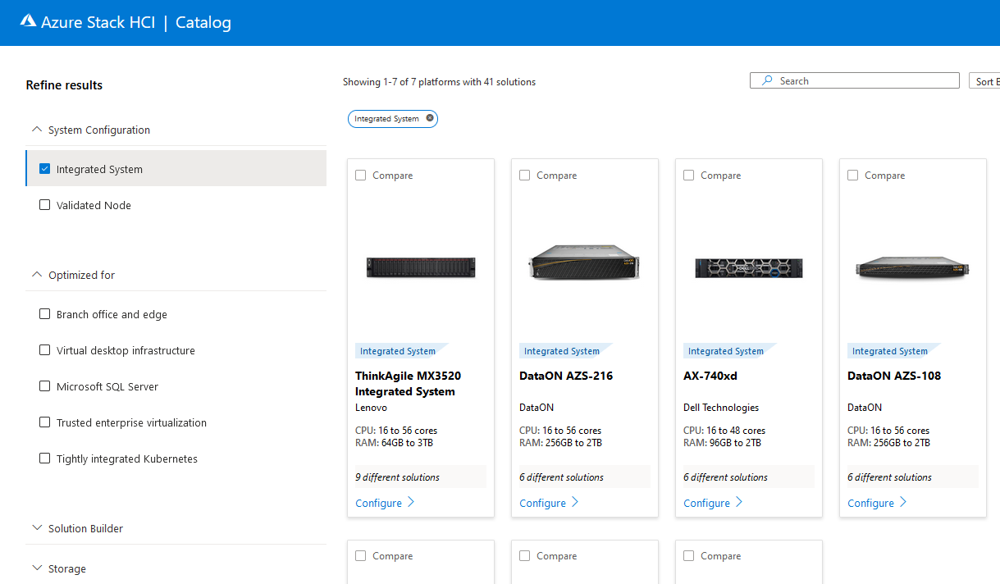 Azure Stack HCI | Catalog
Refine results
System Configuration
Integrated System
Validated Node
Optimized for
Branch office and edge
Virtual desktop infrastructure
Microsoft SQL Server
Trusted enterprise virtualization
Tightly integrated Kubernetes
Solution Builder
Storage
Showing 1-7 of 7 platforms with 41 solutions
Search
Sort B
Integrated System
Compare
Integrated System
ThinkAgile MX3520
Integrated System
Lenovo
CPU: 16 to 56 cores
RAM: 64GB to 3TB
9 different solutions
Configure
Compare
Integrated System
DataON AZS-216
DataON
CPU: 16 to 56 cores
RAM: 256GB to 2TB
6 different solutions
Configure
Compare
DELL
Integrated System
AX-740xd
Dell Technologies
CPU: 16 to 48 cores
RAM: 96GB to 2TB
6 different solutions
Configure
Compare
Integrated System
DataON AZS-108
DataON
CPU: 16 to 56 cores
RAM: 256GB to 2TB
6 different solutions
Configure
Compare
Compare
Compare